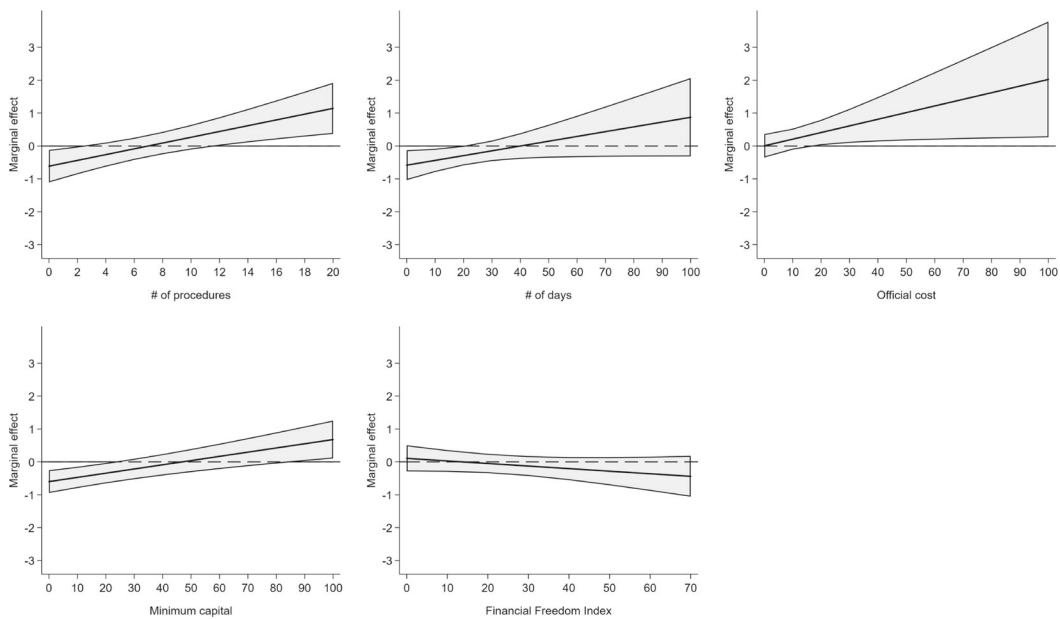 Marginal effect
3
2
1
0
-1
-2
-3
0 2 4 6 8 10 12 14 16 18 20
# of procedures
Marginal effect
3
2
1
0
-1
-2
-3
0 10 20 30 40 50 60 70 80 90 100
# of days
Marginal effect
3
2
1
0
-1
-2
-3
0 10 20 30 40 50 60 70 80 90 100
Official cost
Marginal effect
3
2
1
0
-1
-2
-3
0 10 20 30 40 50 60 70 80 90 100
Minimum capital
Marginal effect
3
2
1
0
-1
-2
-3
0 10 20 30 40 50 60 70
Financial Freedom Index